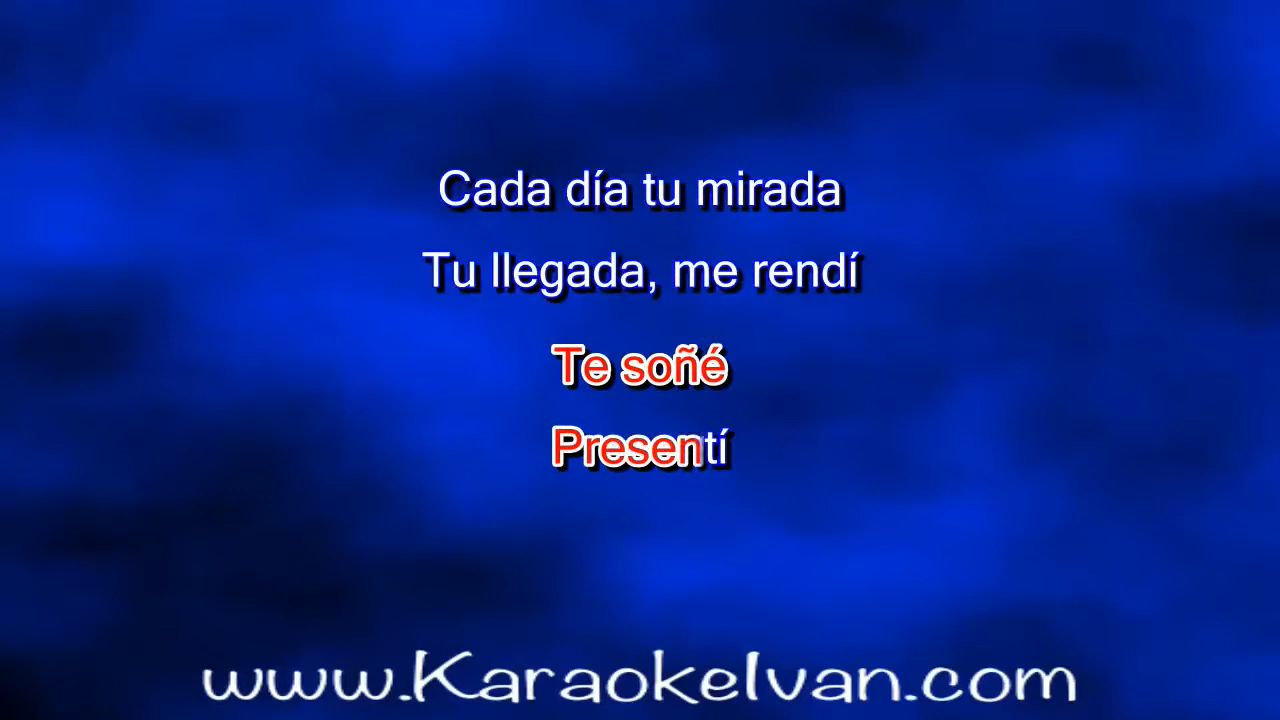 Cada día tu mirada
Tu llegada, me rendí
Te soñé
Presentí
www.KaraokeIvan.com